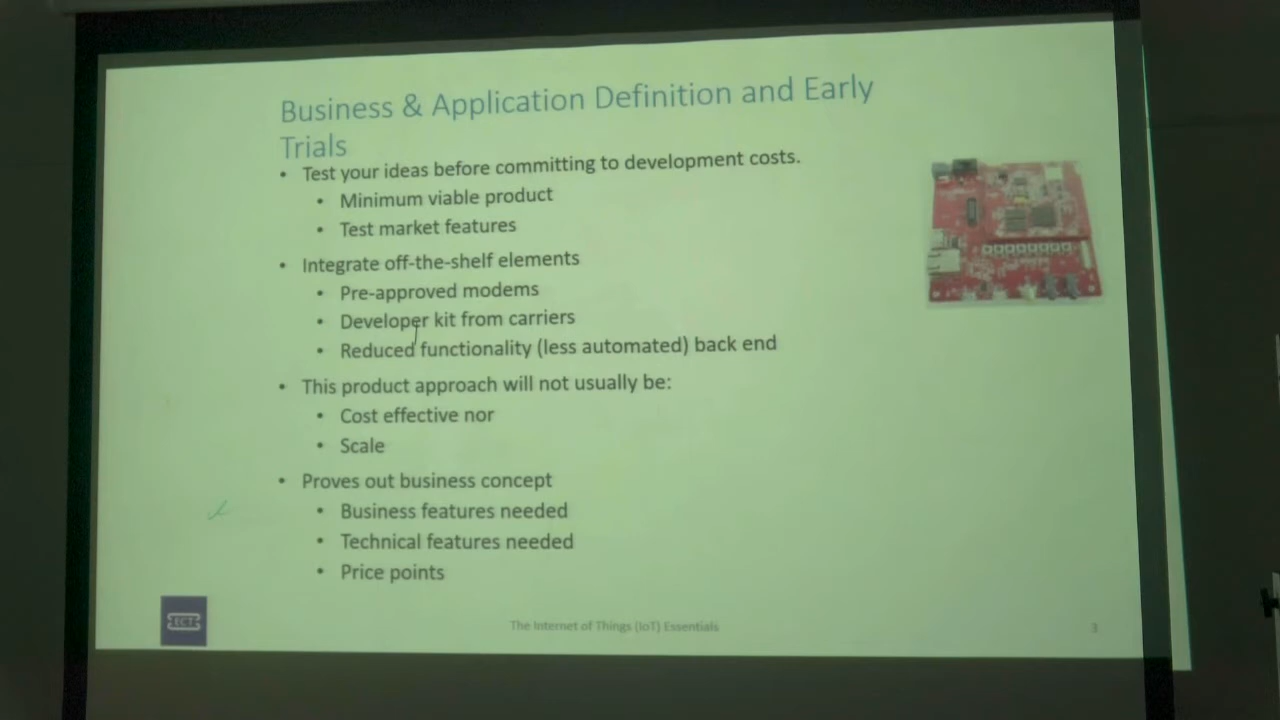 Business & Application Definition and Early
Trials
• Test your ideas before committing to development costs.
• Minimum viable product
• Test market features
• Integrate off-the-shelf elements
• Pre-approved modems
• Developer kit from carriers
• Reduced functionality (less automated) back end
• This product approach will not usually be:
• Cost effective nor
• Scale
• Proves out business concept
• Business features needed
• Technical features needed
• Price points
ECT
The Internet of Things (IoT) Essentials
3